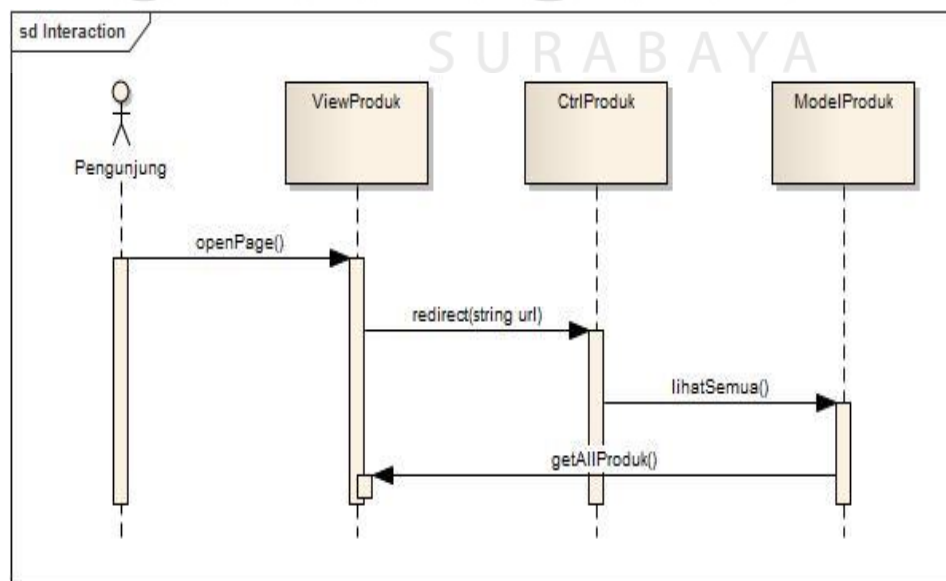 sd Interaction
SURABAYA
ViewProduk
CtrlProduk
ModelProduk
Pengunjung
openPage()
redirect(string url)
lihatSemua()
getAllProduk()